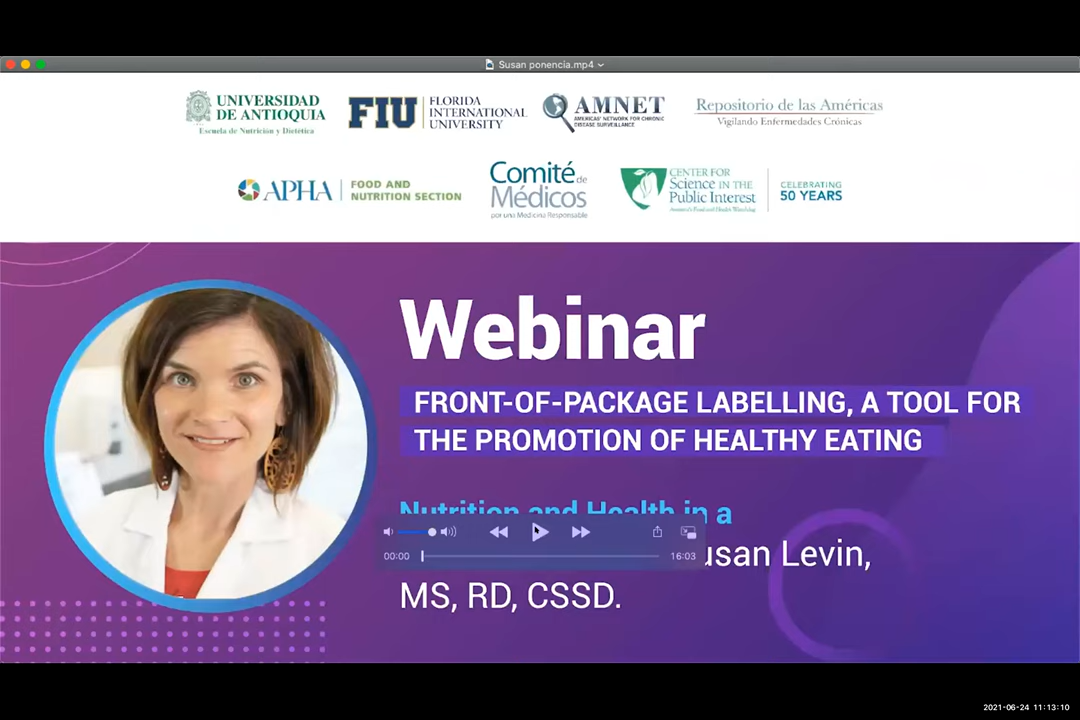 Susan ponencia.mp4
UNIVERSIDAD
DE ANTIOQUIA
Escuela de Nutrición y Dietética
FIU
FLORIDA
INTERNATIONAL
UNIVERSITY
AMNET
AMERICAS' NETWORK FOR CHRONIC
DISEASE SURVEILLANCE
Repositorio de las Américas
Vigilando Enfermedades Crónicas
APHA
FOOD AND
NUTRITION SECTION
Comité de
Médicos
por una Medicina Responsable
CENTER FOR
Science IN THE
Public Interest
CELEBRATING
50 YEARS
Webinar
FRONT-OF-PACKAGE LABELLING, A TOOL FOR
THE PROMOTION OF HEALTHY EATING
Nutrition and Health in a
00:00
16:03
usan Levin,
MS, RD, CSSD.
2021-06-24 11:13:10